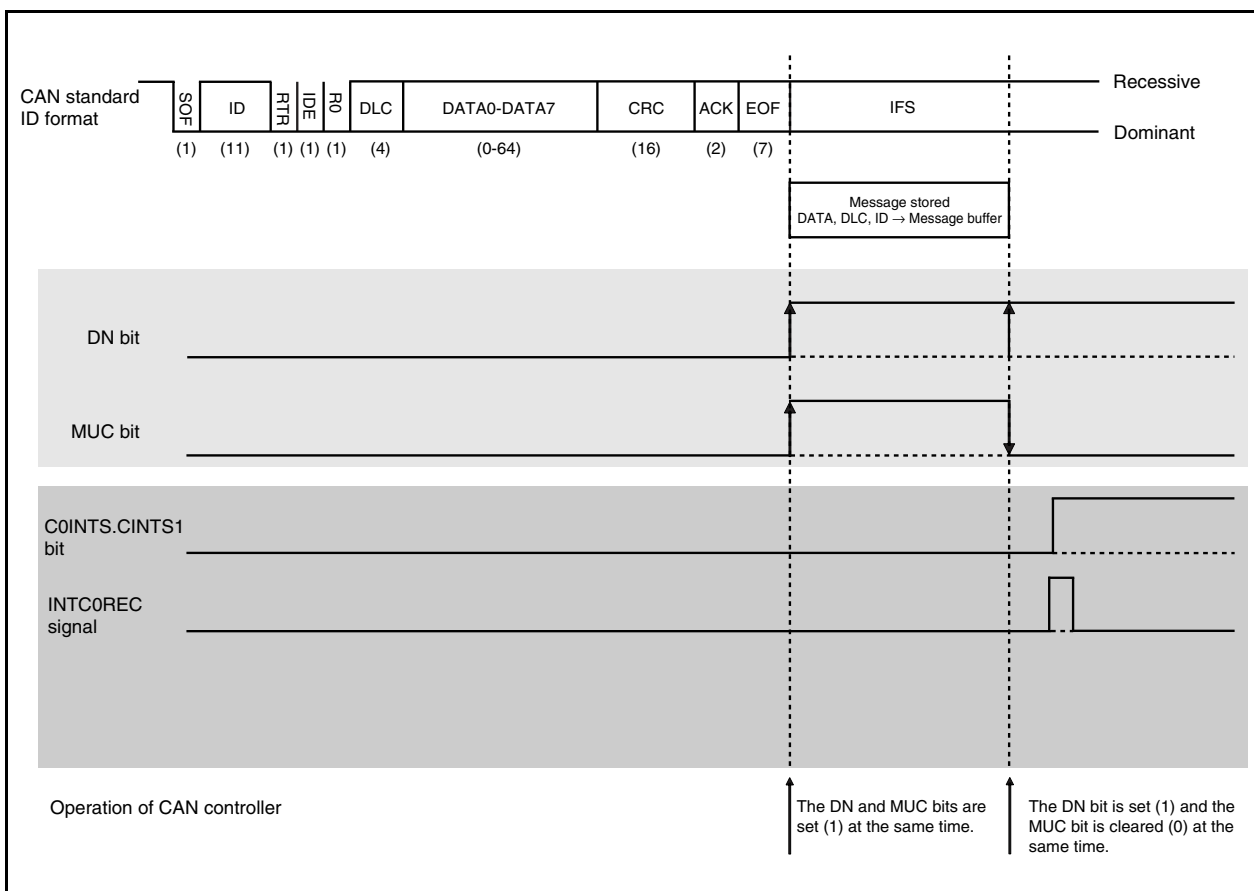 CAN standard
ID format
SOF
ID
RTR
IDE
R0
DLC
DATA0-DATA7
CRC
ACK
EOF
IFS
Recessive
Dominant
(1)
(11)
(1)
(1)
(1)
(4)
(0-64)
(16)
(2)
(7)
Message stored
DATA, DLC, ID → Message buffer
DN bit
MUC bit
C0INTS.CINTS1
bit
INTC0REC
signal
Operation of CAN controller
The DN and MUC bits are
set (1) at the same time.
The DN bit is set (1) and the
MUC bit is cleared (0) at the
same time.